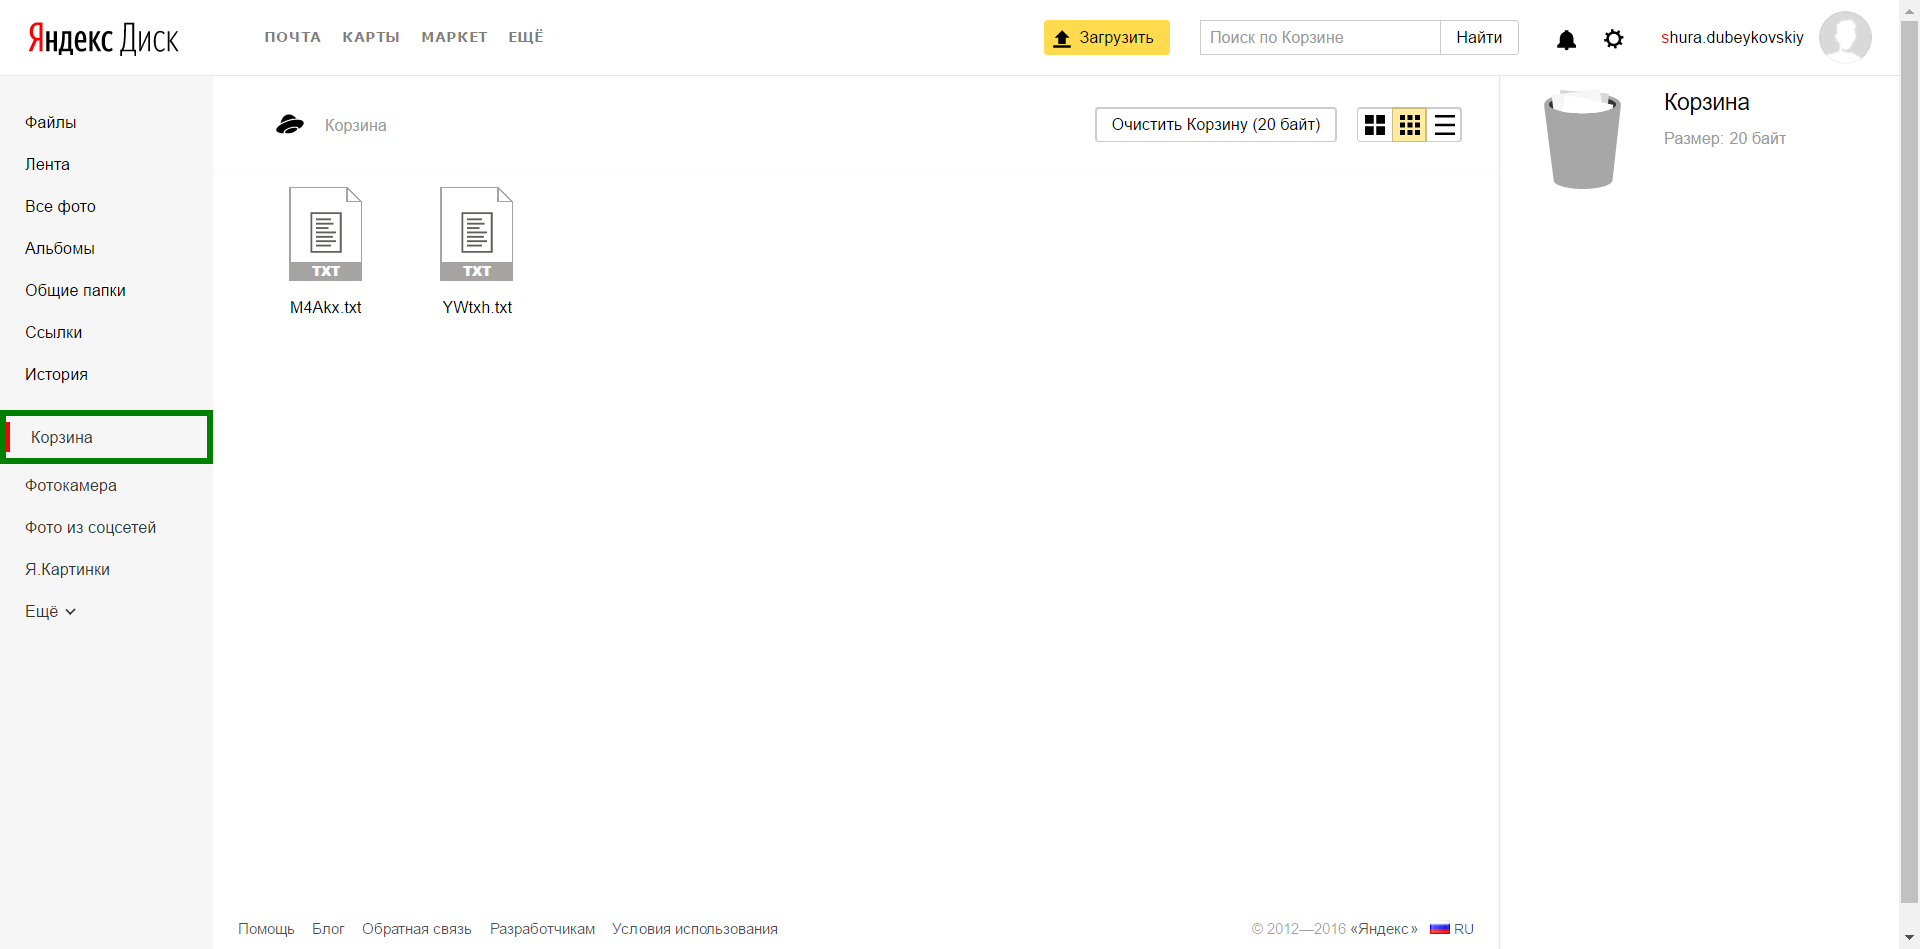 Яндекс Диск
ПОЧТА КАРТЫ МАРКЕТ ЕЩЁ
Загрузить
Поиск по Корзине
Найти
shura.dubeykovskiy
Файлы
Лента
Все фото
Альбомы
Общие папки
Ссылки
История
Корзина
Фотокамера
Фото из соцсетей
Я.Картинки
Ещё
Корзина
Очистить Корзину (20 байт)
TXT
M4Akx.txt
TXT
YWtxh.txt
Корзина
Размер: 20 байт
Помощь Блог Обратная связь Разработчикам Условия использования
© 2012—2016 «Яндекс» RU